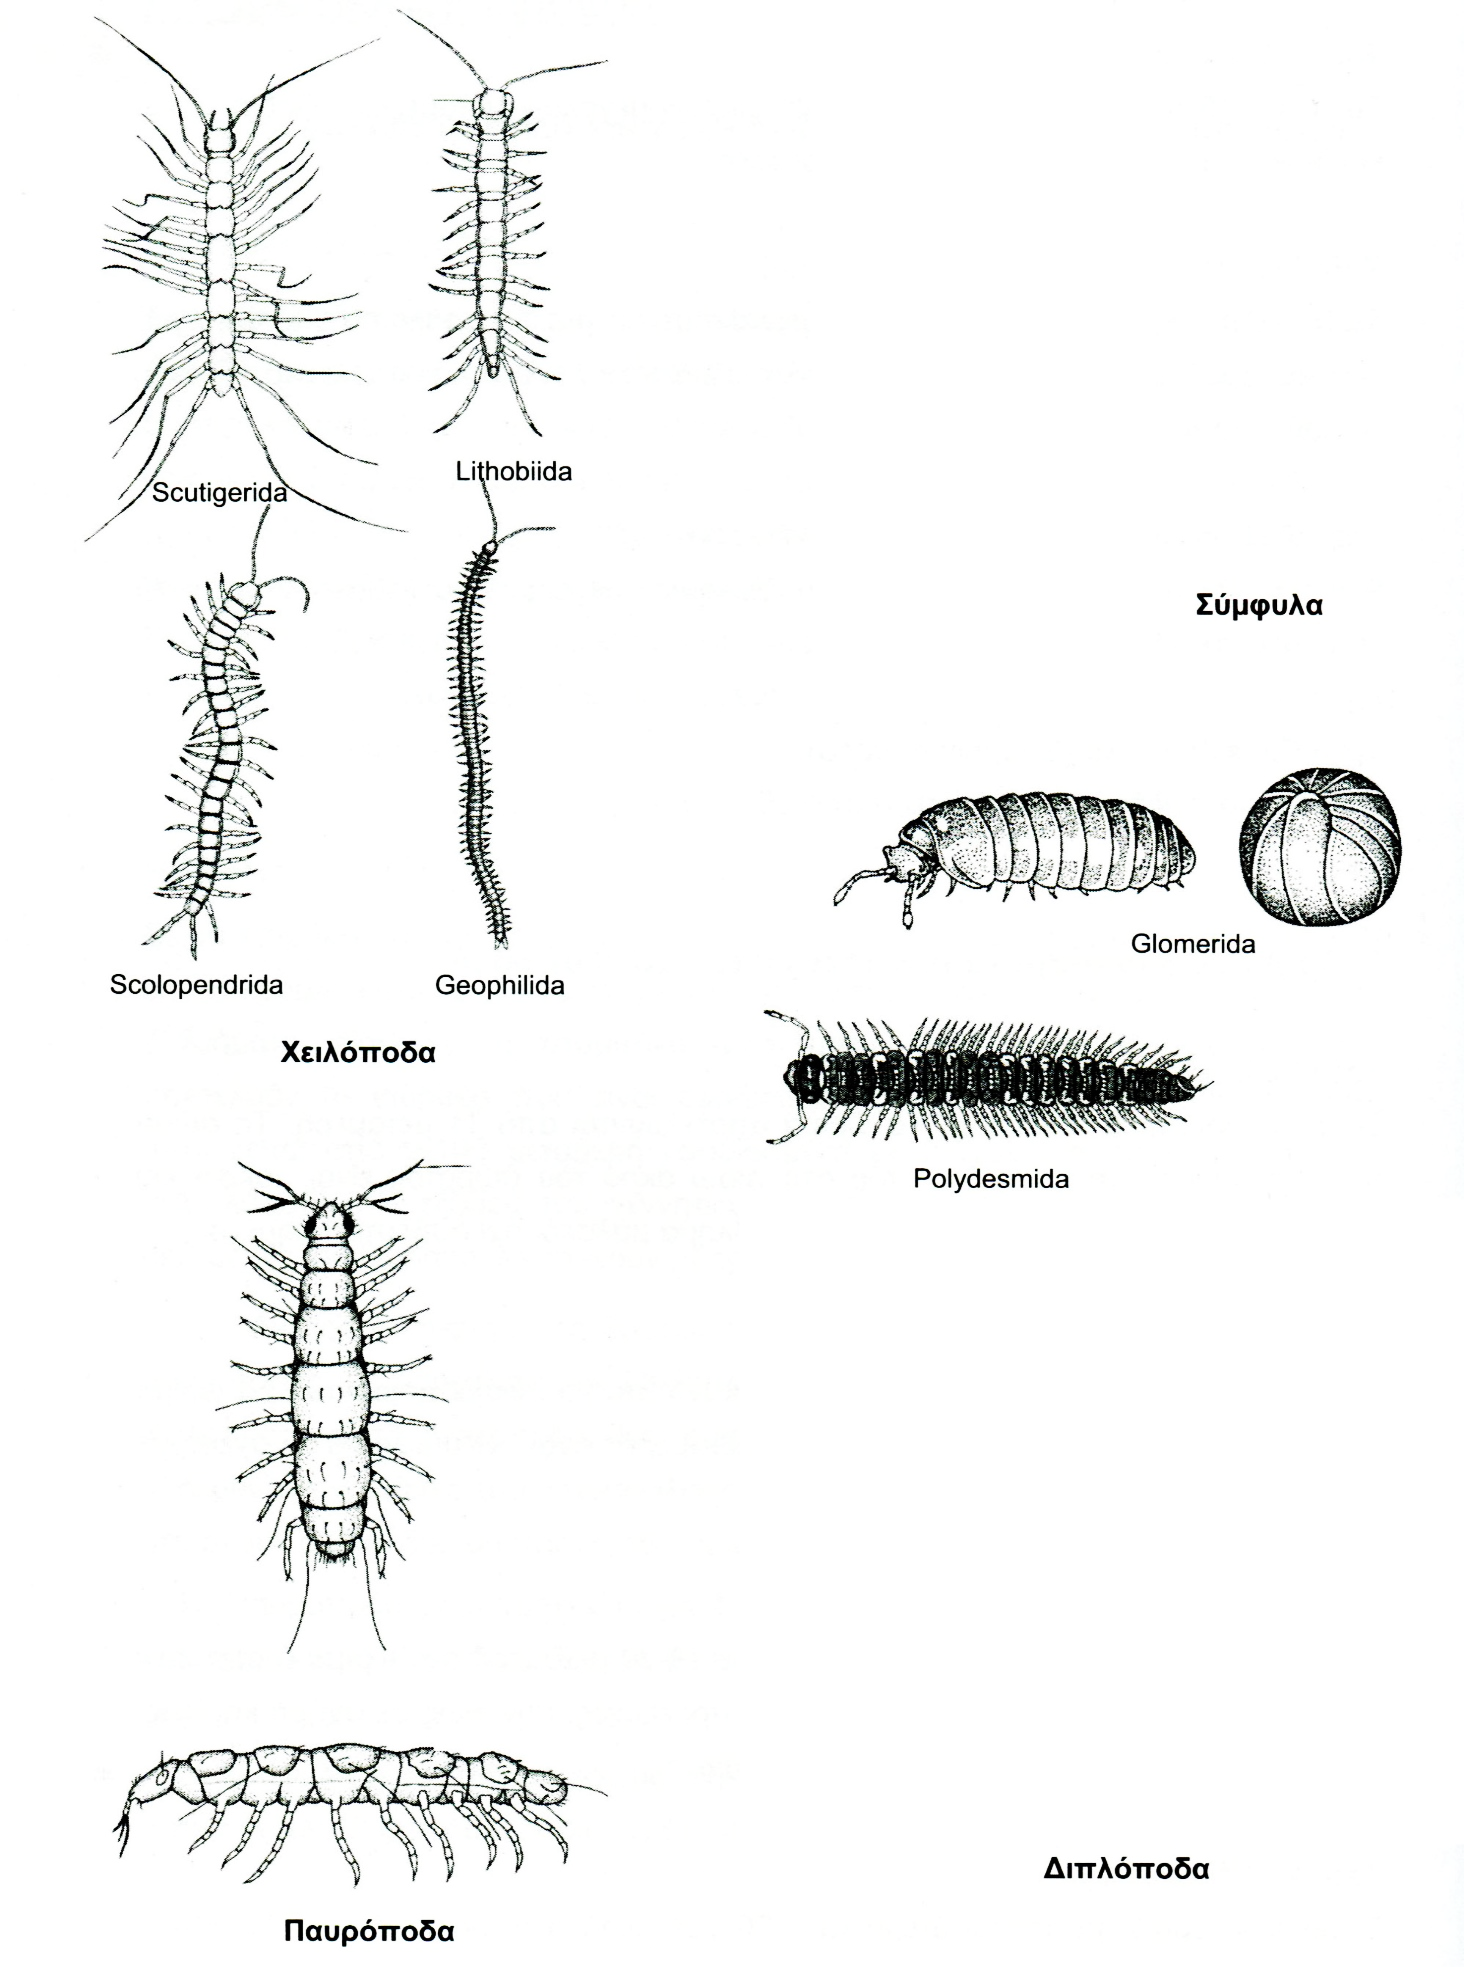 Lithobiida
Scutigerida
Scolopendrida
Geophilida
Χειλόποδα
Σύμφυλα
Glomerida
Polydesmida
Παυρόποδα
Διπλόποδα